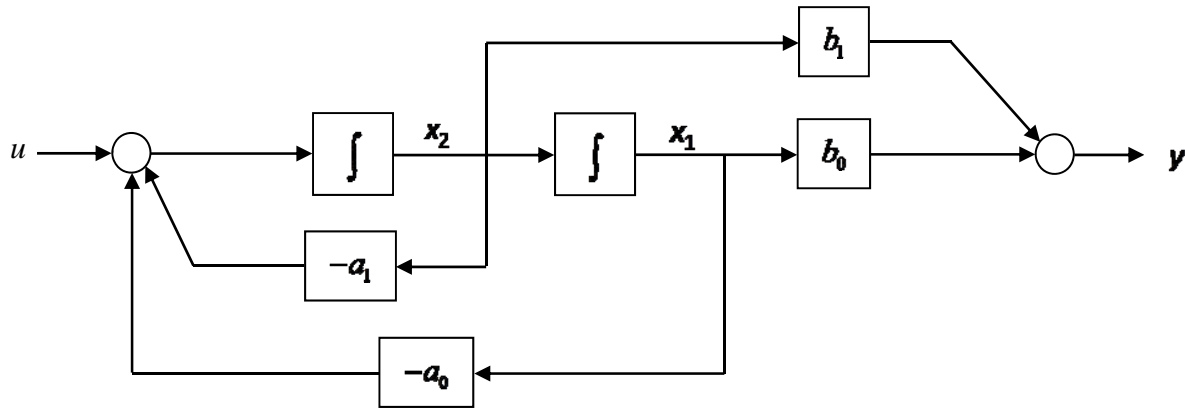 b₁
u
∫
x₂
∫
x₁
b₀
y
−a₁
−a₀